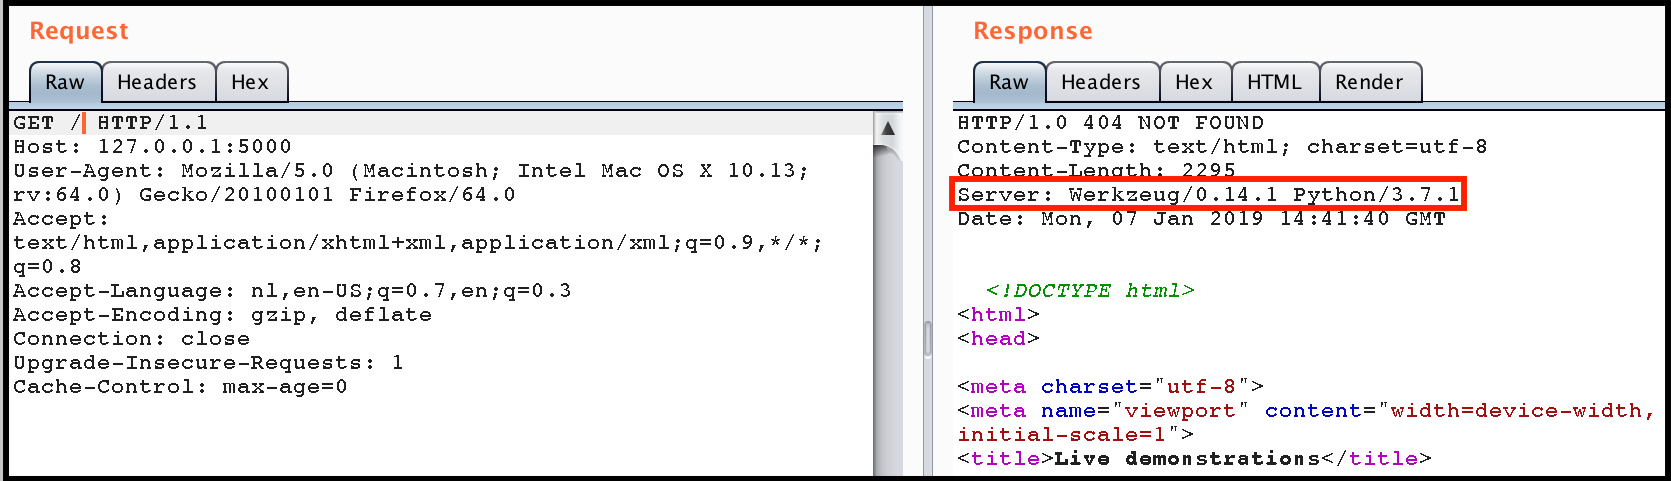 Request
Raw Headers Hex
GET / HTTP/1.1
Host: 127.0.0.1:5000
User-Agent: Mozilla/5.0 (Macintosh; Intel Mac OS X 10.13;
rv:64.0) Gecko/20100101 Firefox/64.0
Accept:
text/html,application/xhtml+xml,application/xml;q=0.9,*/*;
q=0.8
Accept-Language: nl,en-US;q=0.7,en;q=0.3
Accept-Encoding: gzip, deflate
Connection: close
Upgrade-Insecure-Requests: 1
Cache-Control: max-age=0
Response
Raw Headers Hex HTML Render
HTTP/1.0 404 NOT FOUND
Content-Type: text/html; charset=utf-8
Content-Length: 2295
Server: Werkzeug/0.14.1 Python/3.7.1
Date: Mon, 07 Jan 2019 14:41:40 GMT
<!DOCTYPE html>
<html>
<head>
<meta charset="utf-8">
<meta name="viewport" content="width=device-width,
initial-scale=1">
<title>Live demonstrations</title>